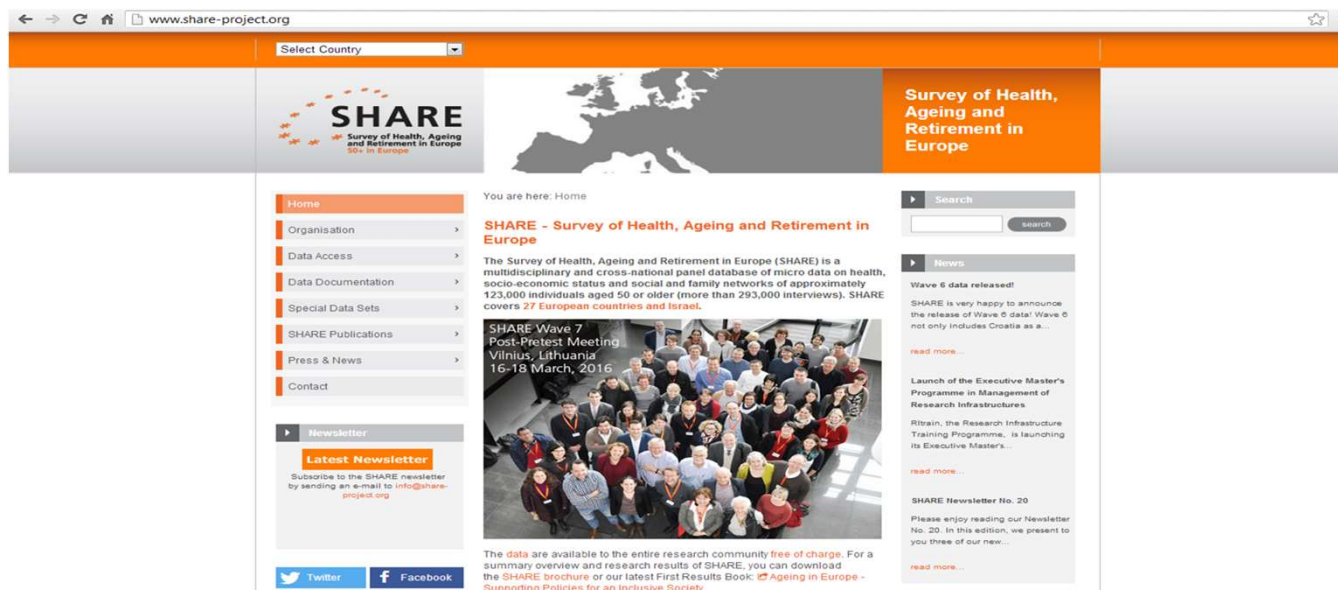 www.share-project.org
Select Country
SHARE
Survey of Health, Ageing
and Retirement in Europe
50+ in Europe
Survey of Health,
Ageing and
Retirement in
Europe
Home
Organisation
Data Access
Data Documentation
Special Data Sets
SHARE Publications
Press & News
Contact
Newsletter
Latest Newsletter
Subscribe to the SHARE newsletter
by sending an e-mail to info@share-
project.org
Twitter
Facebook
You are here: Home
SHARE - Survey of Health, Ageing and Retirement in
Europe
The Survey of Health, Ageing and Retirement in Europe (SHARE) is a
multidisciplinary and cross-national panel database of micro data on health,
socio-economic status and social and family networks of approximately
123,000 individuals aged 50 or older (more than 293,000 interviews). SHARE
covers 27 European countries and Israel.
SHARE Wave 7
Post-Pretest Meeting
Vilnius, Lithuania
16-18 March, 2016
The data are available to the entire research community free of charge. For a
summary overview and research results of SHARE, you can download
the SHARE brochure or our latest First Results Book: Ageing in Europe -
Supporting Policies for an Inclusive Society
Search
search
News
Wave 6 data released!
SHARE is very happy to announce
the release of Wave 6 data! Wave 6
not only includes Croatia as a...
read more...
Launch of the Executive Master's
Programme in Management of
Research Infrastructures
RItrain, the Research Infrastructure
Training Programme, is launching
its Executive Master's...
read more...
SHARE Newsletter No. 20
Please enjoy reading our Newsletter
No. 20. In this edition, we present to
you three of our new...
read more...